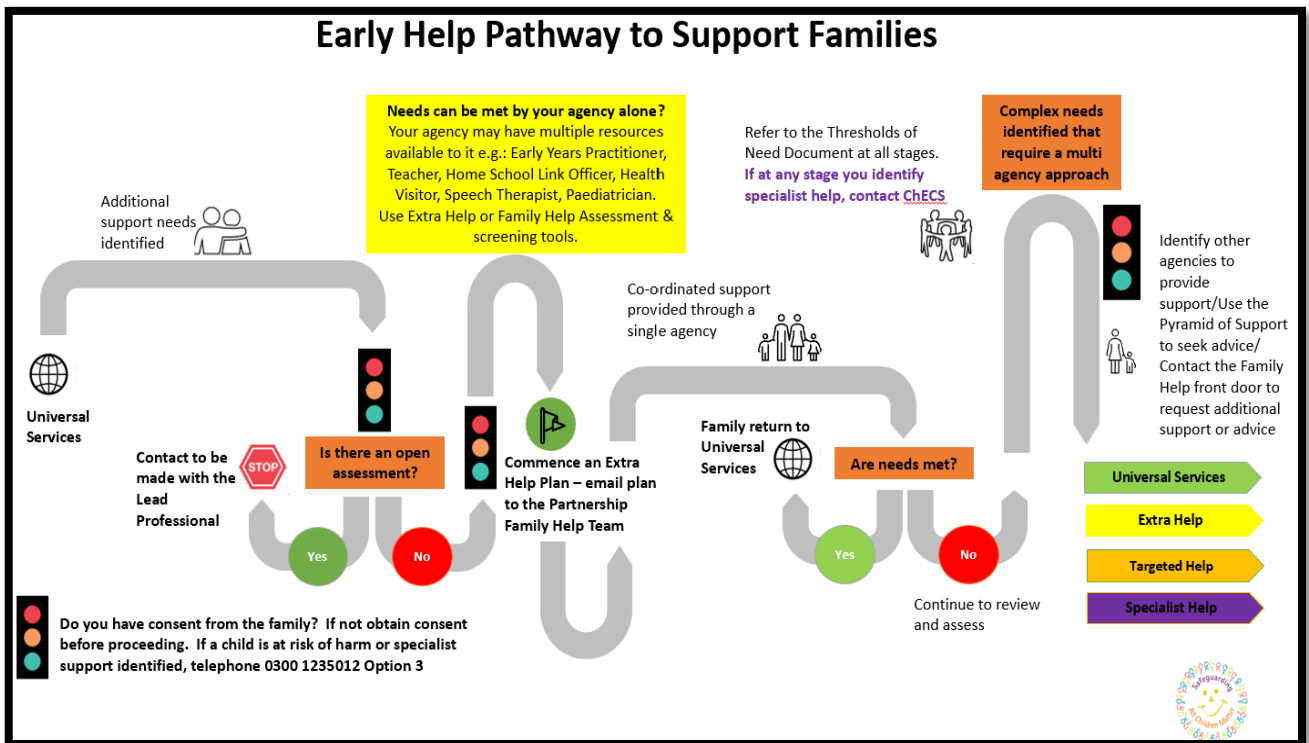 Early Help Pathway to Support Families
Additional
support needs
identified
Needs can be met by your agency alone?
Your agency may have multiple resources
available to it e.g.: Early Years Practitioner,
Teacher, Home School Link Officer, Health
Visitor, Speech Therapist, Paediatrician.
Use Extra Help or Family Help Assessment &
screening tools.
Refer to the Thresholds of
Need Document at all stages.
If at any stage you identify
specialist help, contact ChECS
Complex needs
identified that
require a multi
agency approach
Identify other
agencies to
provide
support/Use the
Pyramid of Support
to seek advice/
Contact the Family
Help front door to
request additional
support or advice
Co-ordinated support
provided through a
single agency
Universal
Services
Contact to be
made with the
Lead
Professional
STOP
Is there an open
assessment?
Yes
No
Commence an Extra
Help Plan – email plan
to the Partnership
Family Help Team
Family return to
Universal
Services
Are needs met?
Yes
No
Continue to review
and assess
Universal Services
Extra Help
Targeted Help
Specialist Help
Do you have consent from the family? If not obtain consent
before proceeding. If a child is at risk of harm or specialist
support identified, telephone 0300 1235012 Option 3
Safeguarding
All Children Matter